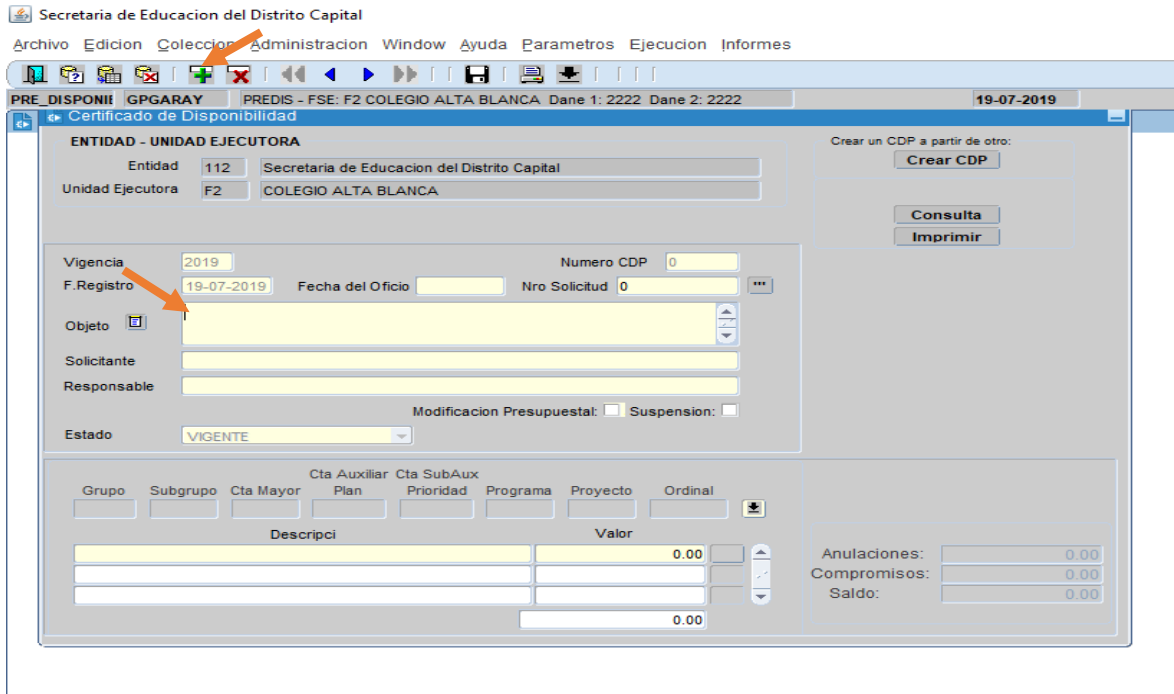 Secretaria de Educacion del Distrito Capital
Archivo Edicion Coleccion Administracion Window Ayuda Parametros Ejecucion Informes
PRE_DISPONIE GPGARAY PREDIS - FSE: F2 COLEGIO ALTA BLANCA Dane 1: 2222 Dane 2: 2222 19-07-2019
Certificado de Disponibilidad
ENTIDAD - UNIDAD EJECUTORA
Crear un CDP a partir de otro:
Entidad 112 Secretaria de Educacion del Distrito Capital
Crear CDP
Unidad Ejecutora F2 COLEGIO ALTA BLANCA
Consulta
Imprimir
Vigencia 2019 Numero CDP 0
F.Registro 19-07-2019 Fecha del Oficio Nro Solicitud 0 ...
Objeto
Solicitante
Responsable
Modificacion Presupuestal: Suspension:
Estado VIGENTE
Cta Auxiliar Cta SubAux
Grupo Subgrupo Cta Mayor Plan Prioridad Programa Proyecto Ordinal
Descripci Valor
0.00 Anulaciones: 0.00
Compromisos: 0.00
Saldo: 0.00
0.00